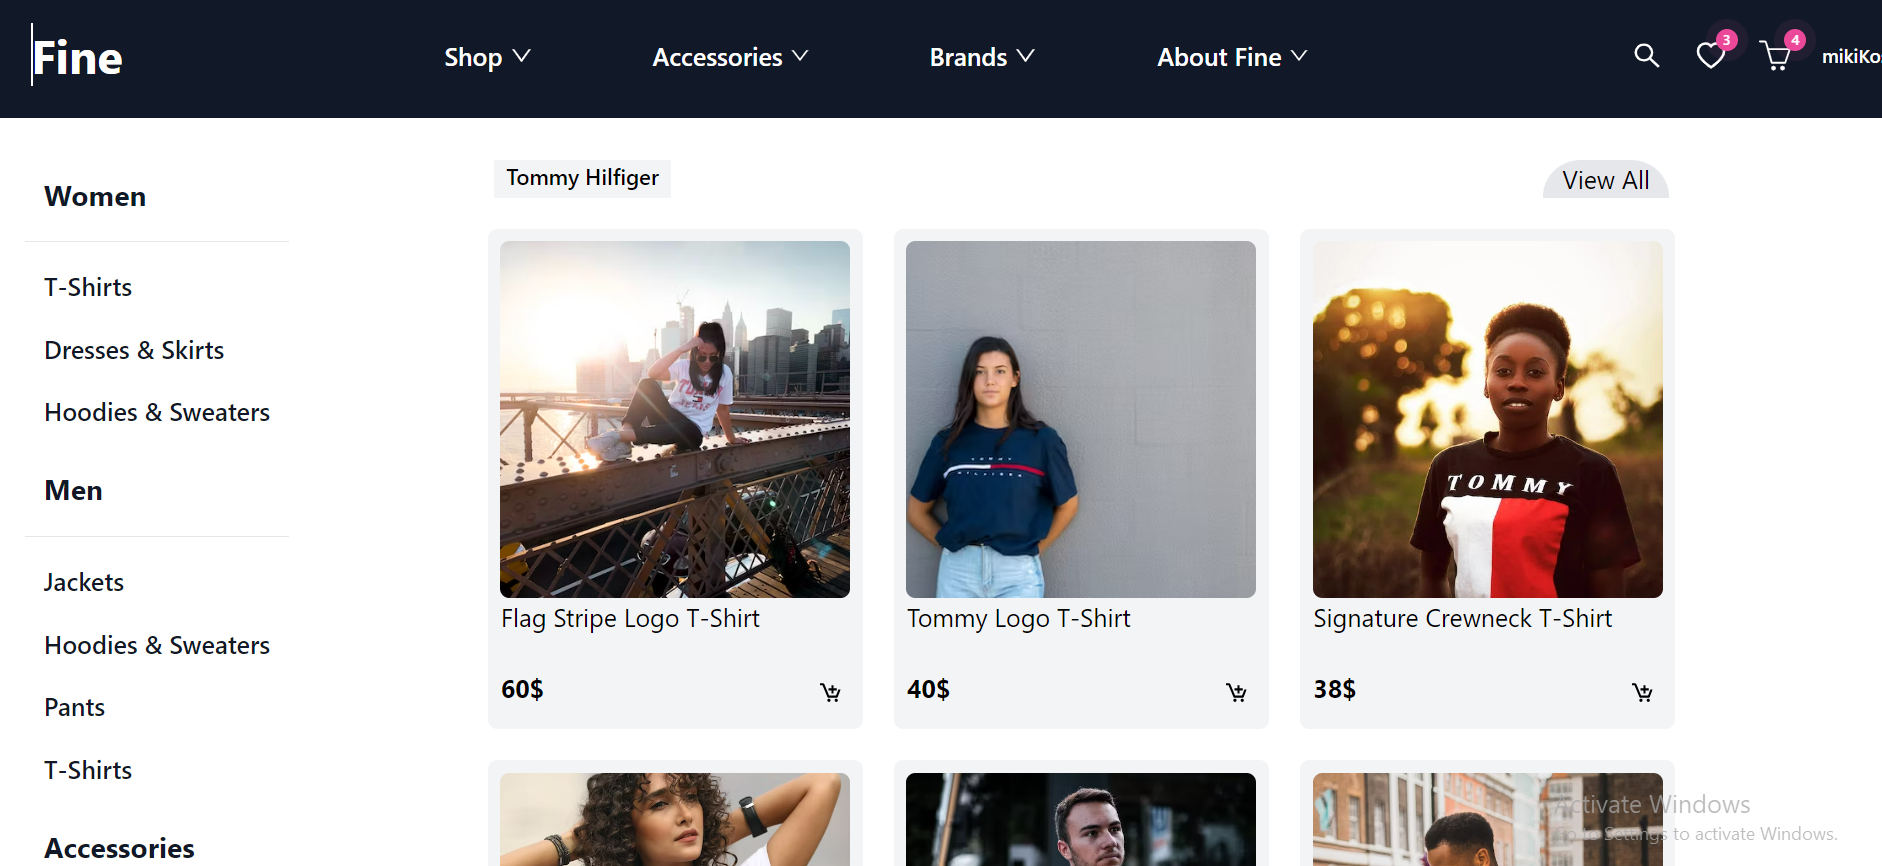 Fine
Shop
Accessories
Brands
About Fine
3
4
mikiKo
Women
T-Shirts
Dresses & Skirts
Hoodies & Sweaters
Men
Jackets
Hoodies & Sweaters
Pants
T-Shirts
Accessories
Tommy Hilfiger
View All
TOMMY
HILFIGER
TOMMY
Flag Stripe Logo T-Shirt
Tommy Logo T-Shirt
Signature Crewneck T-Shirt
60$
40$
38$
Activate Windows
Go to Settings to activate Windows.